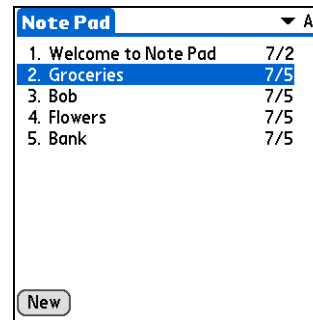 Note Pad A
1. Welcome to Note Pad 7/2
2. Groceries 7/5
3. Bob 7/5
4. Flowers 7/5
5. Bank 7/5
New